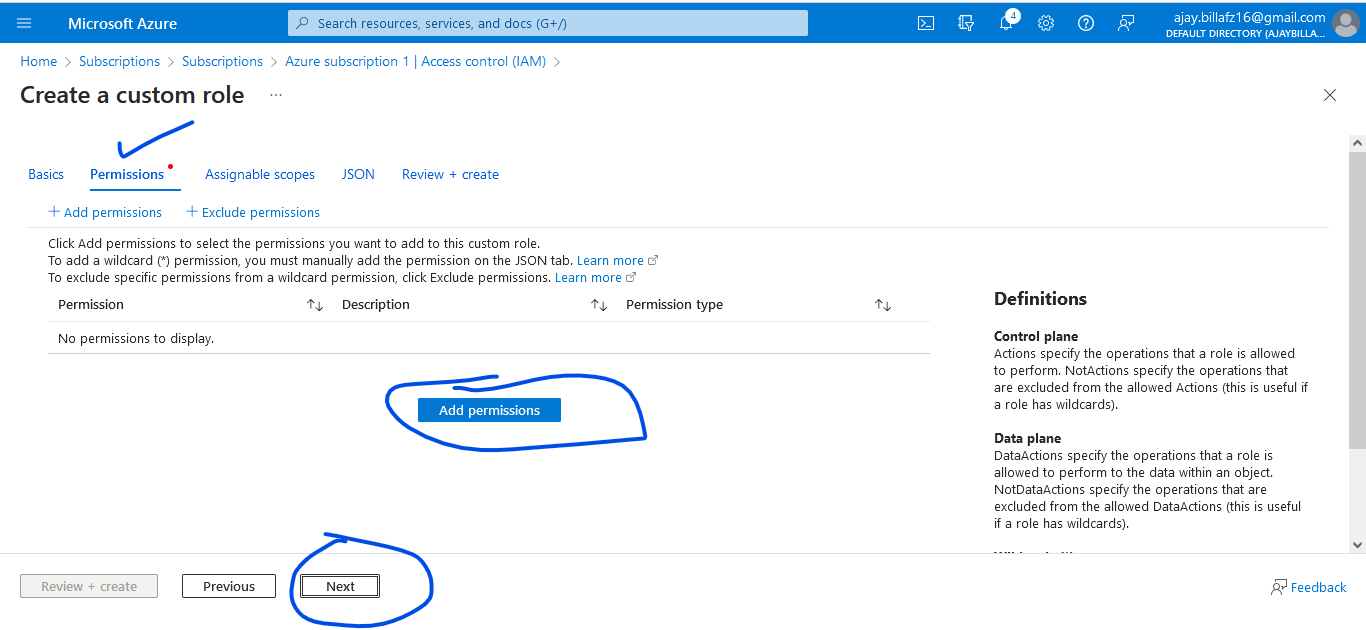 Microsoft Azure
Search resources, services, and docs (G+/)
4
ajay.billafz16@gmail.com
DEFAULT DIRECTORY (AJAYBILLA...
Home > Subscriptions > Subscriptions > Azure subscription 1 | Access control (IAM) >
Create a custom role ...
Basics Permissions Assignable scopes JSON Review + create
+ Add permissions + Exclude permissions
Click Add permissions to select the permissions you want to add to this custom role.
To add a wildcard (*) permission, you must manually add the permission on the JSON tab. Learn more
To exclude specific permissions from a wildcard permission, click Exclude permissions. Learn more
Permission Description Permission type
No permissions to display.
Add permissions
Definitions
Control plane
Actions specify the operations that a role is allowed
to perform. NotActions specify the operations that
are excluded from the allowed Actions (this is useful if
a role has wildcards).
Data plane
DataActions specify the operations that a role is
allowed to perform to the data within an object.
NotDataActions specify the operations that are
excluded from the allowed DataActions (this is useful
if a role has wildcards).
Review + create Previous Next
Feedback